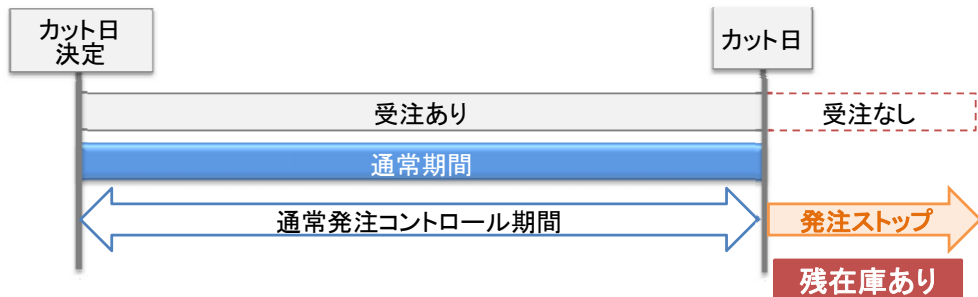 カット日
決定
カット日
受注あり
受注なし
通常期間
通常発注コントロール期間
発注ストップ
残在庫あり